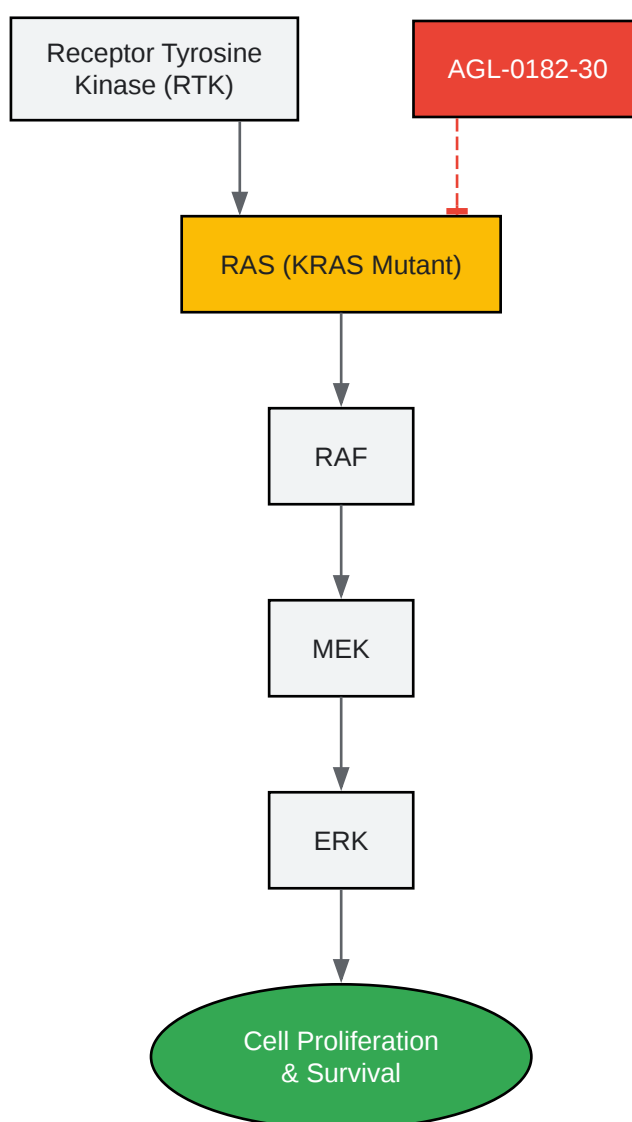 Receptor Tyrosine
Kinase (RTK)
AGL-0182-30
RAS (KRAS Mutant)
RAF
MEK
ERK
Cell Proliferation
& Survival